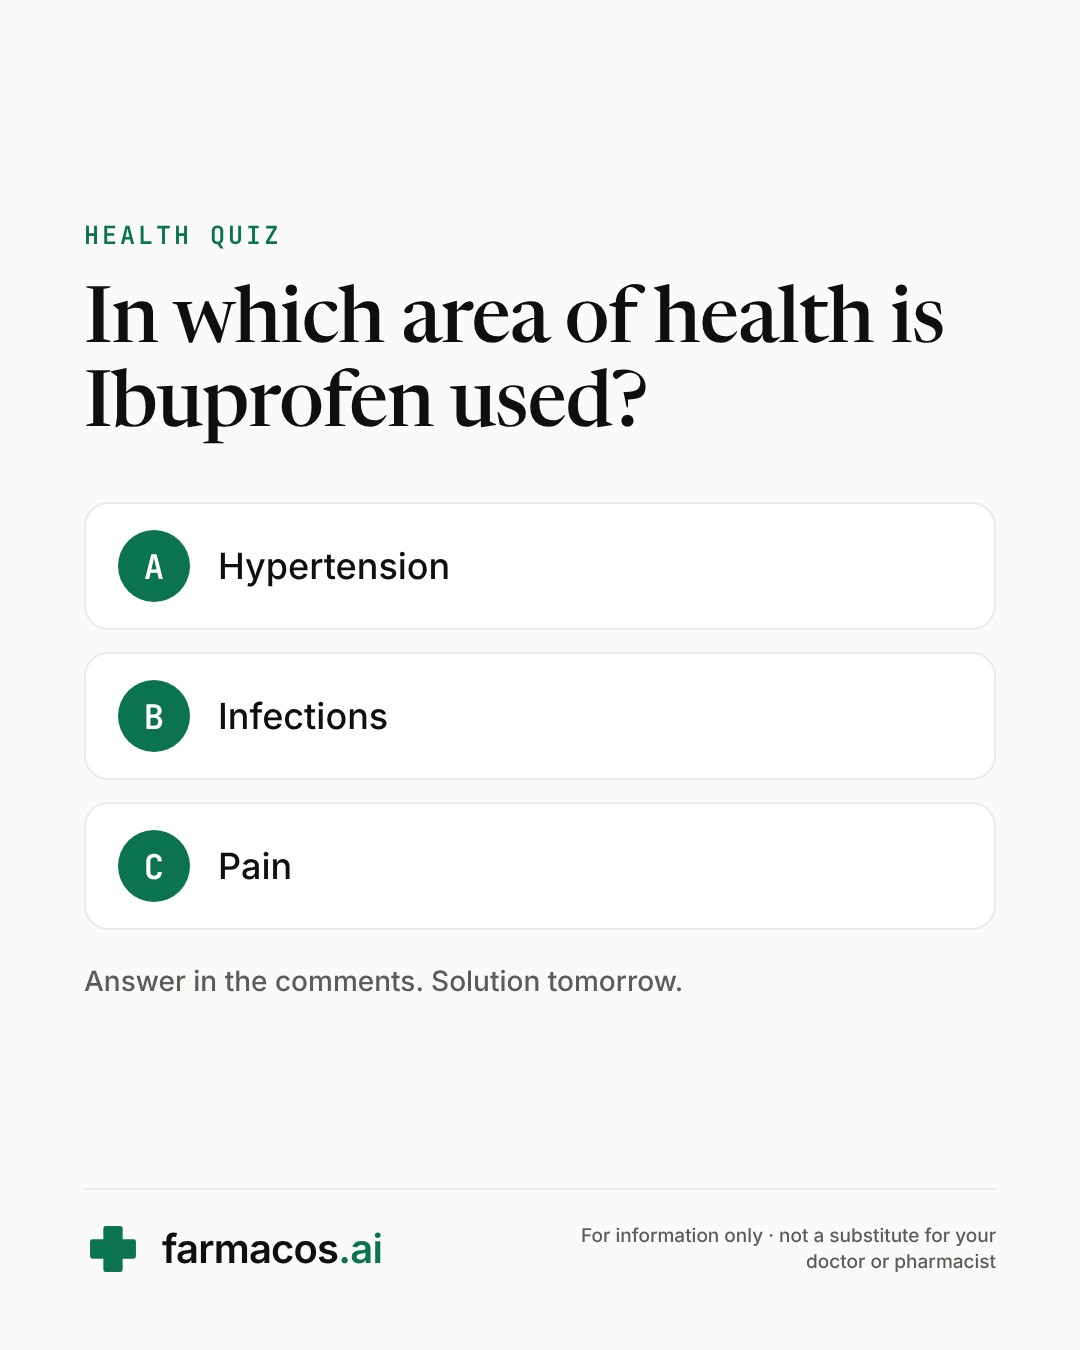 HEALTH QUIZ
In which area of health is
Ibuprofen used?
A Hypertension
B Infections
C Pain
Answer in the comments. Solution tomorrow.
farmacos.ai
For information only · not a substitute for your
doctor or pharmacist